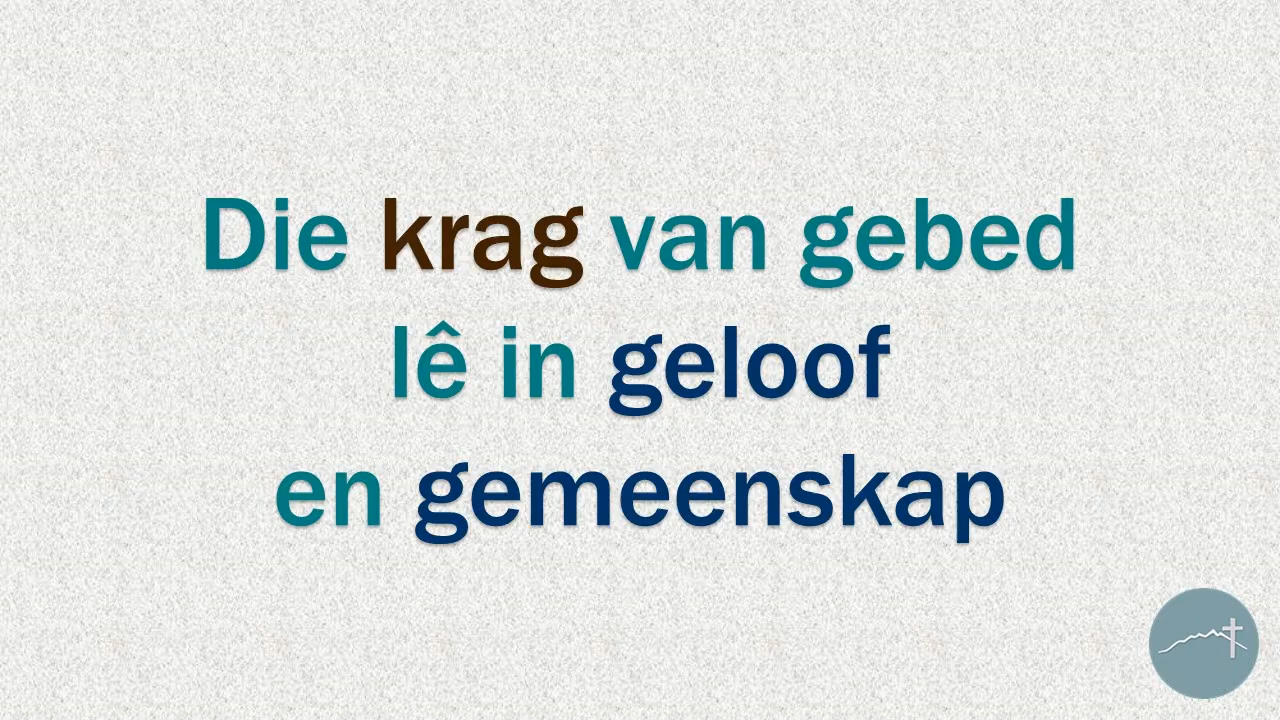 Die krag van gebed
lê in geloof
en gemeenskap